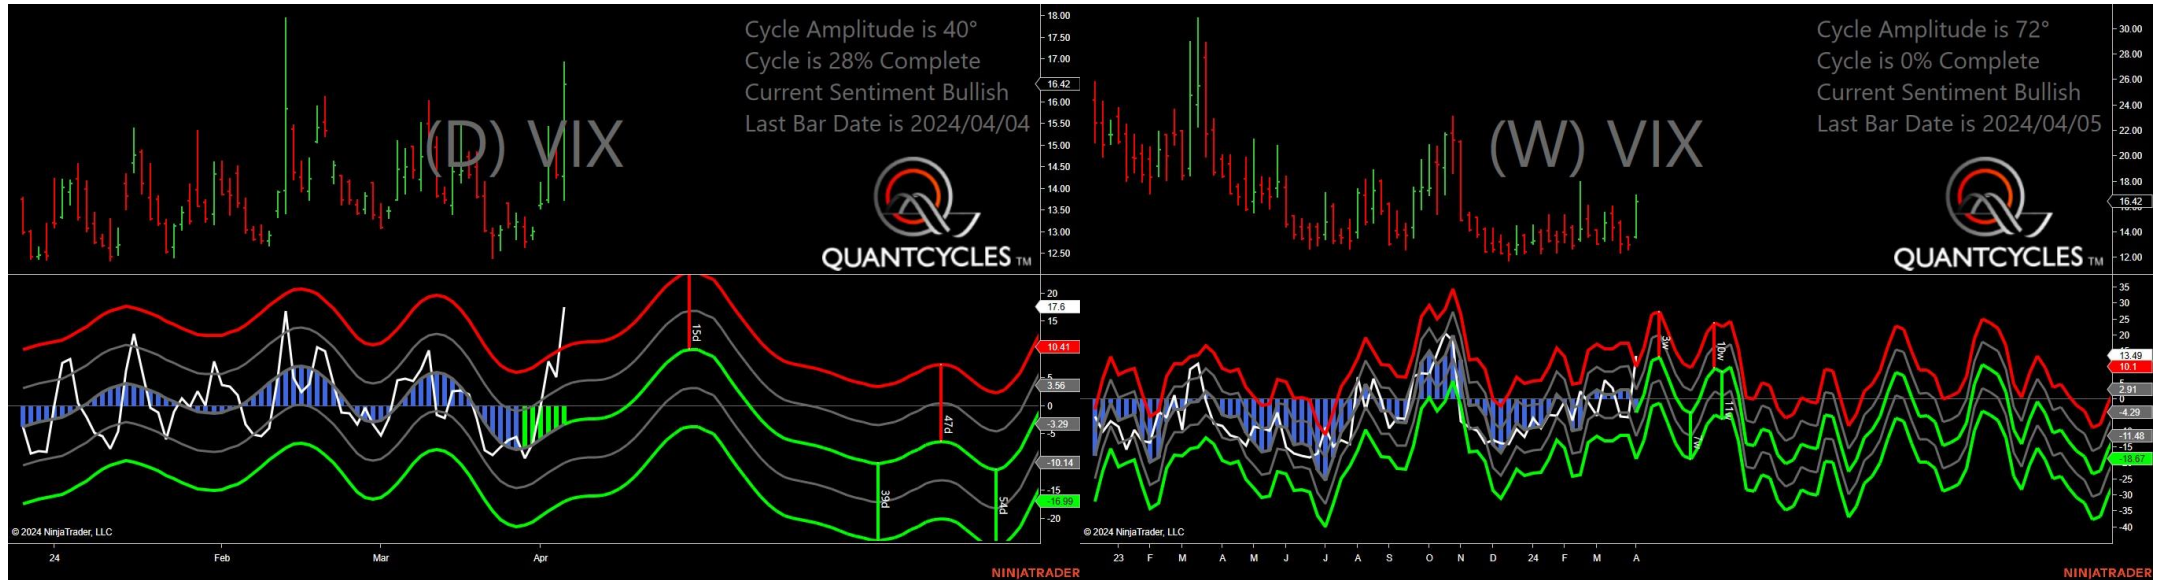 Cycle Amplitude is 40°
Cycle is 28% Complete
Current Sentiment Bullish
Last Bar Date is 2024/04/04
(D) VIX
QUANTCYCLES TM
18.00
17.50
17.00
16.42
16.00
15.50
15.00
14.50
14.00
13.50
13.00
12.50
20
17.6
15
10.41
5
3.56
0
-3.29
-5
-10.14
-15
-16.99
-20
15d
39d
47d
54d
© 2024 NinjaTrader, LLC
24
Feb
Mar
Apr
NINJATRADER
Cycle Amplitude is 72°
Cycle is 0% Complete
Current Sentiment Bullish
Last Bar Date is 2024/04/05
(W) VIX
QUANTCYCLES TM
30.00
28.00
26.00
24.00
22.00
20.00
18.00
16.42
14.00
12.00
35
30
25
20
13.49
10.1
2.91
0
-4.29
-11.48
-15
-18.67
-25
-30
-35
-40
3w
7w
10w
11w
© 2024 NinjaTrader, LLC
23
F
M
A
M
J
J
A
S
O
N
D
24
F
M
A
NINJATRADER